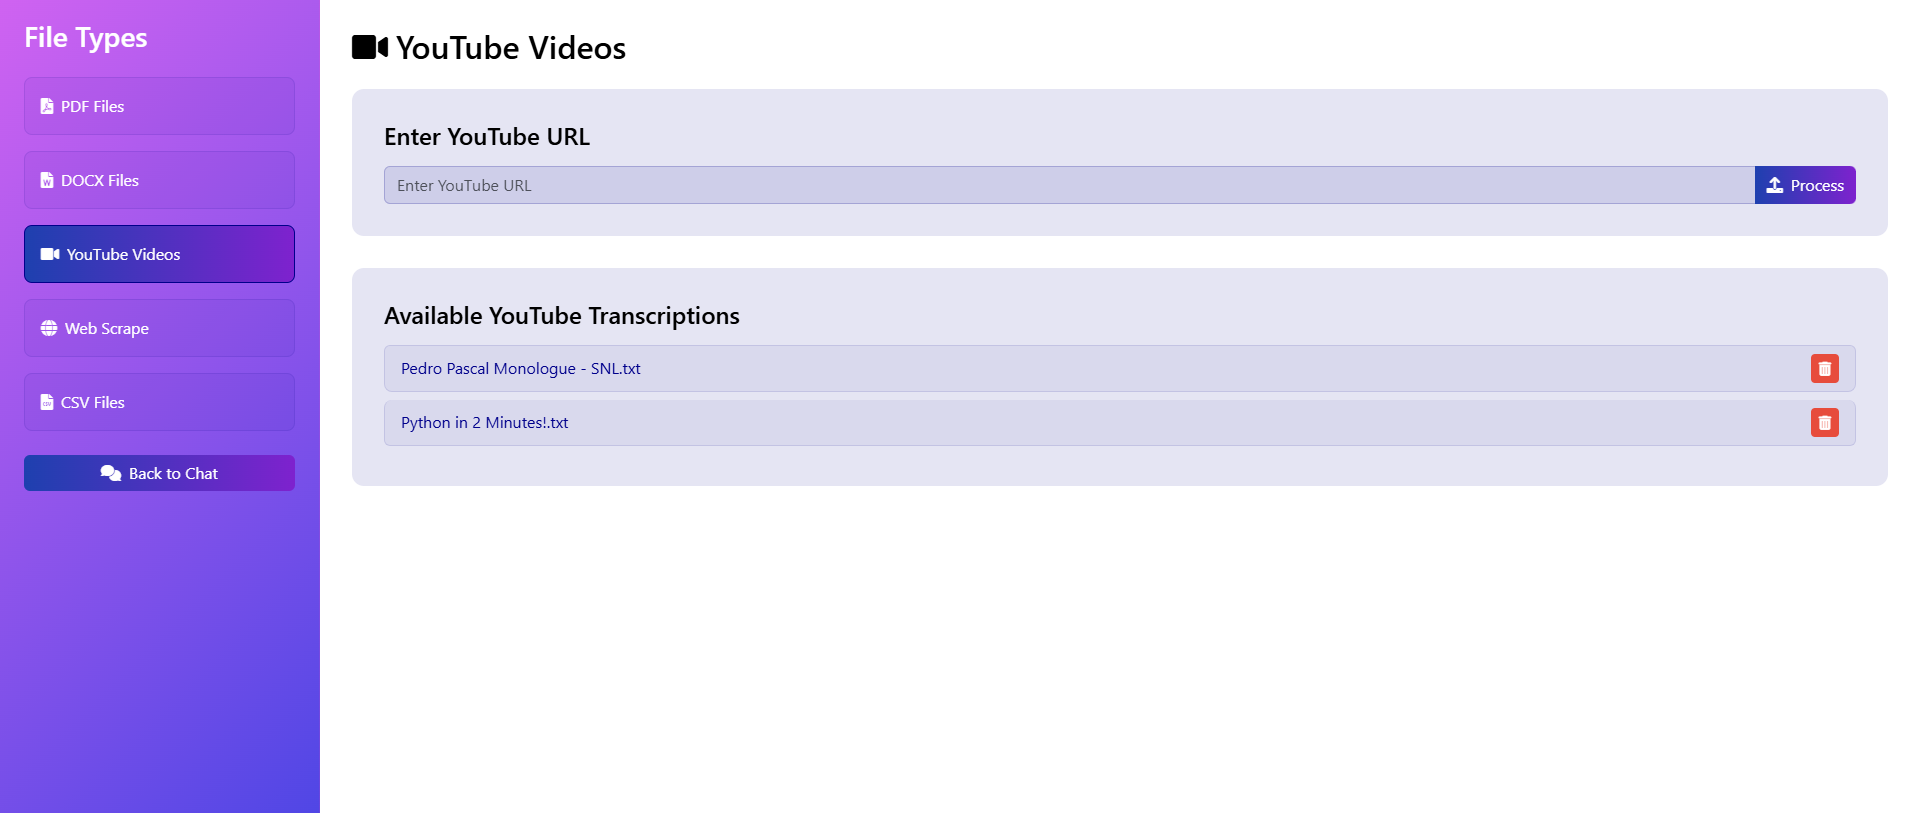 File Types
PDF Files
DOCX Files
YouTube Videos
Web Scrape
CSV Files
Back to Chat
YouTube Videos
Enter YouTube URL
Enter YouTube URL
Process
Available YouTube Transcriptions
Pedro Pascal Monologue - SNL.txt
Python in 2 Minutes!.txt